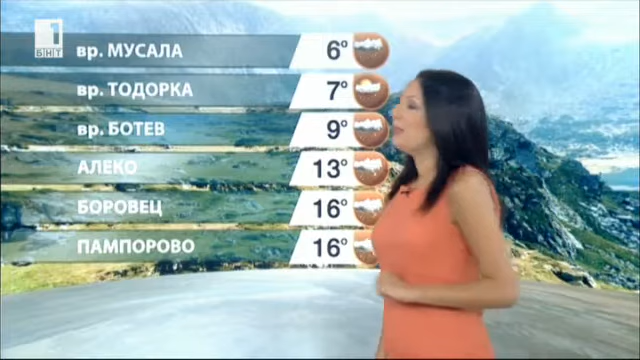 1
БНТ
вр. МУСАЛА 6°
вр. ТОДОРКА 7°
вр. БОТЕВ 9°
АЛЕКО 13°
БОРОВЕЦ 16°
ПАМПОРОВО 16°